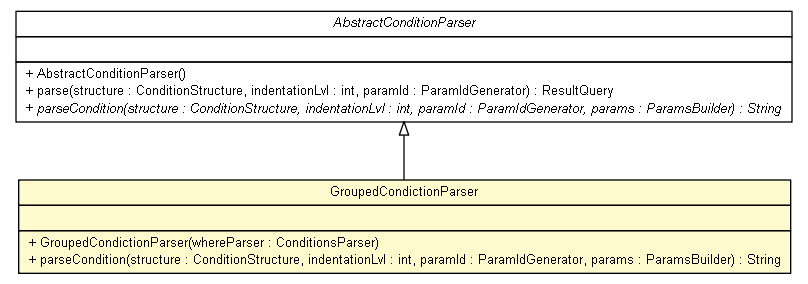 AbstractConditionParser
+ AbstractConditionParser()
+ parse(structure : ConditionStructure, indentationLvl : int, paramId : ParamIdGenerator) : ResultQuery
+ parseCondition(structure : ConditionStructure, indentationLvl : int, paramId : ParamIdGenerator, params : ParamsBuilder) : String
GroupedCondictionParser
+ GroupedCondictionParser(whereParser : ConditionsParser)
+ parseCondition(structure : ConditionStructure, indentationLvl : int, paramId : ParamIdGenerator, params : ParamsBuilder) : String